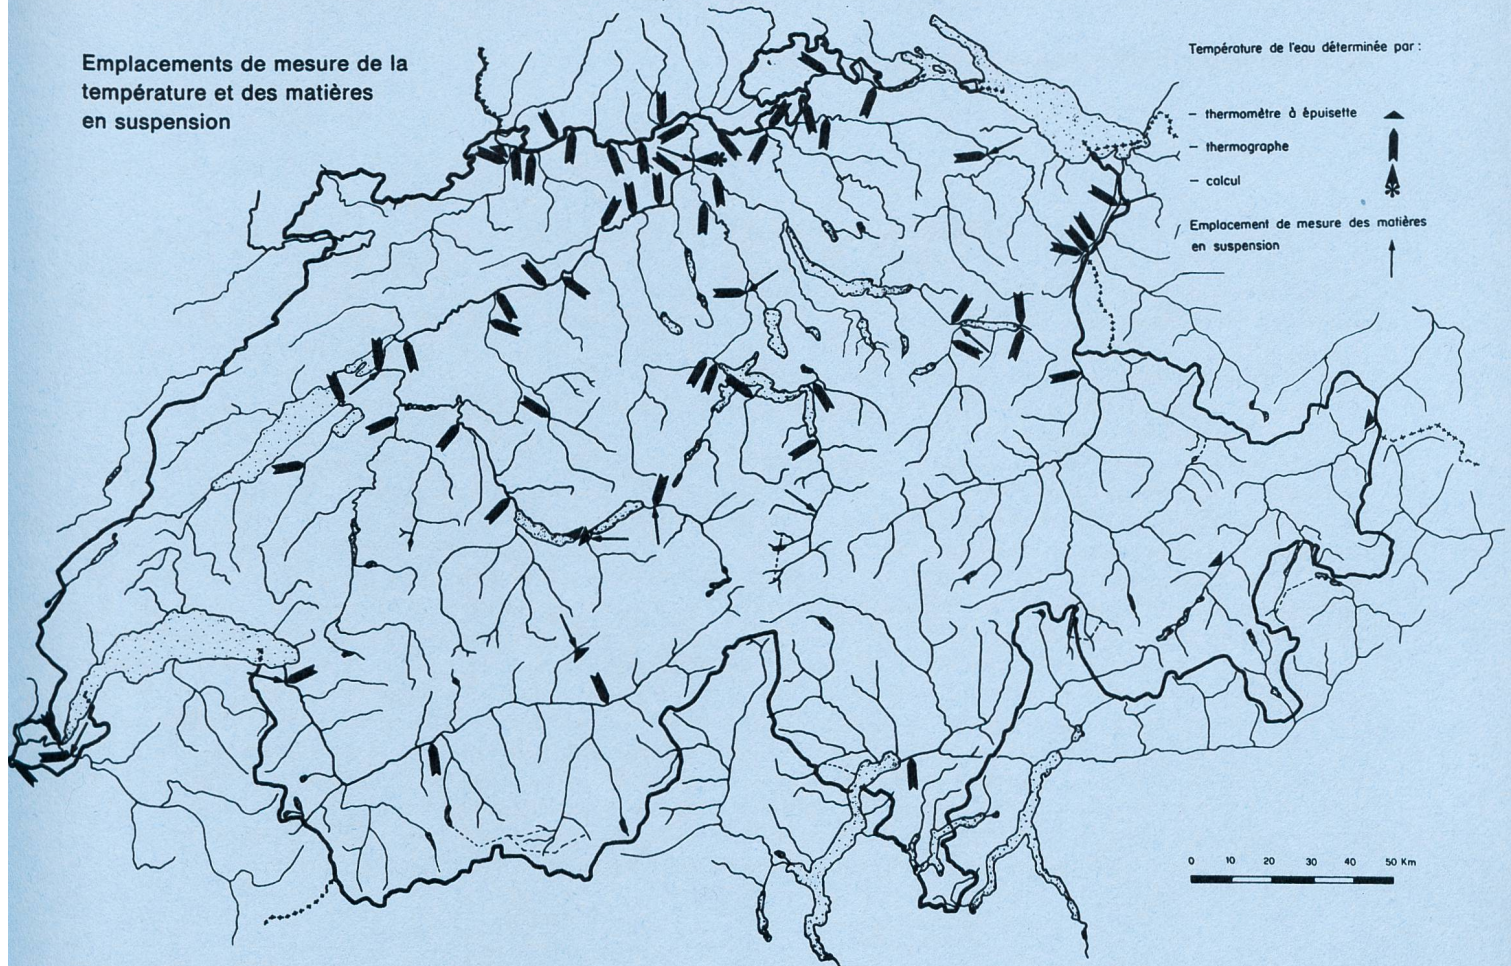 Emplacements de mesure de la
température et des matières
en suspension
Température de l'eau déterminée par :
– thermomètre à épuisette
– thermographe
– calcul
Emplacement de mesure des matières
en suspension
0 10 20 30 40 50 Km